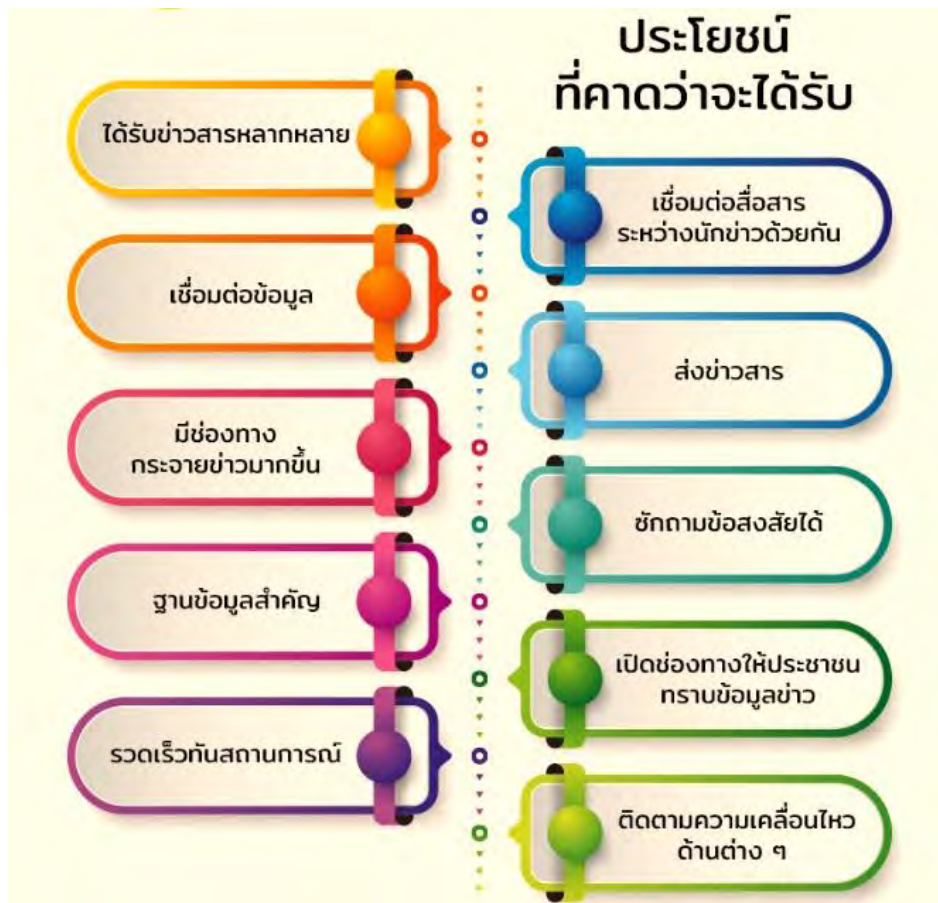 ประโยชน์
ที่คาดว่าจะได้รับ
ได้รับข่าวสารหลากหลาย
เชื่อมต่อสื่อสาร
ระหว่างนักข่าวด้วยกัน
เชื่อมต่อข้อมูล
ส่งข่าวสาร
มีช่องทาง
กระจายข่าวมากขึ้น
ซักถามข้อสงสัยได้
ฐานข้อมูลสำคัญ
เปิดช่องทางให้ประชาชน
ทราบข้อมูลข่าว
รวดเร็วทันสถานการณ์
ติดตามความเคลื่อนไหว
ด้านต่าง ๆ